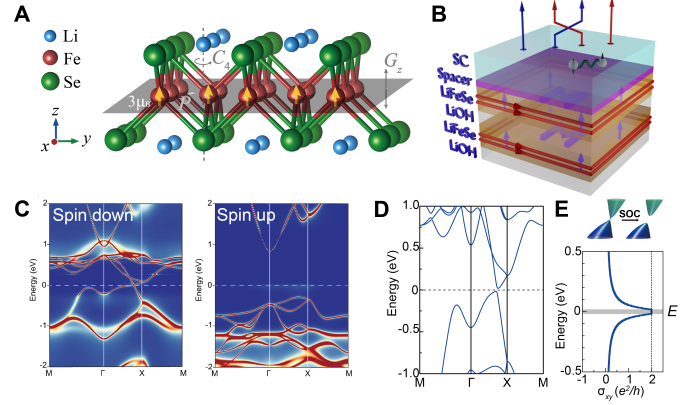 A
Li
Fe
Se
z
x
y
C4
Gz
3μB
P
B
SC
Spacer
LiFeSe
LiOH
LiFeSe
LiOH
C
Spin down
Spin up
Energy (eV)
2
1
0
-1
-2
M
Γ
X
M
Energy (eV)
2
1
0
-1
-2
M
Γ
X
M
D
Energy (eV)
1.0
0.5
0
-0.5
-1.0
M
Γ
X
M
E
SOC
Energy (eV)
0.5
0
-0.5
E
0
1
2
σxy (e²/h)